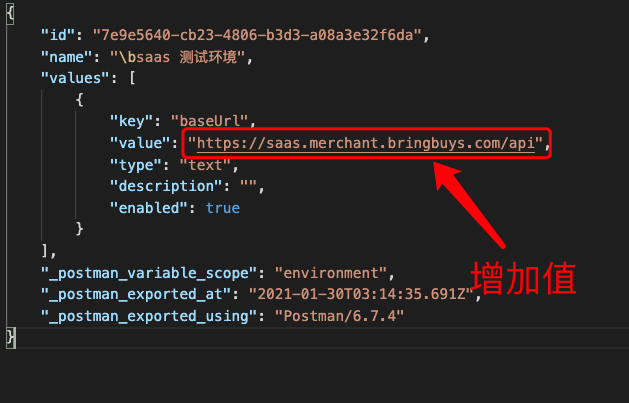 {
"id": "7e9e5640-cb23-4806-b3d3-a08a3e32f6da",
"name": "\bsaas 测试环境",
"values": [
{
"key": "baseUrl",
"value": "https://saas.merchant.bringbuys.com/api",
"type": "text",
"description": "",
"enabled": true
}
],
增加值
"_postman_variable_scope": "environment",
"_postman_exported_at": "2021-01-30T03:14:35.691Z",
"_postman_exported_using": "Postman/6.7.4"
}